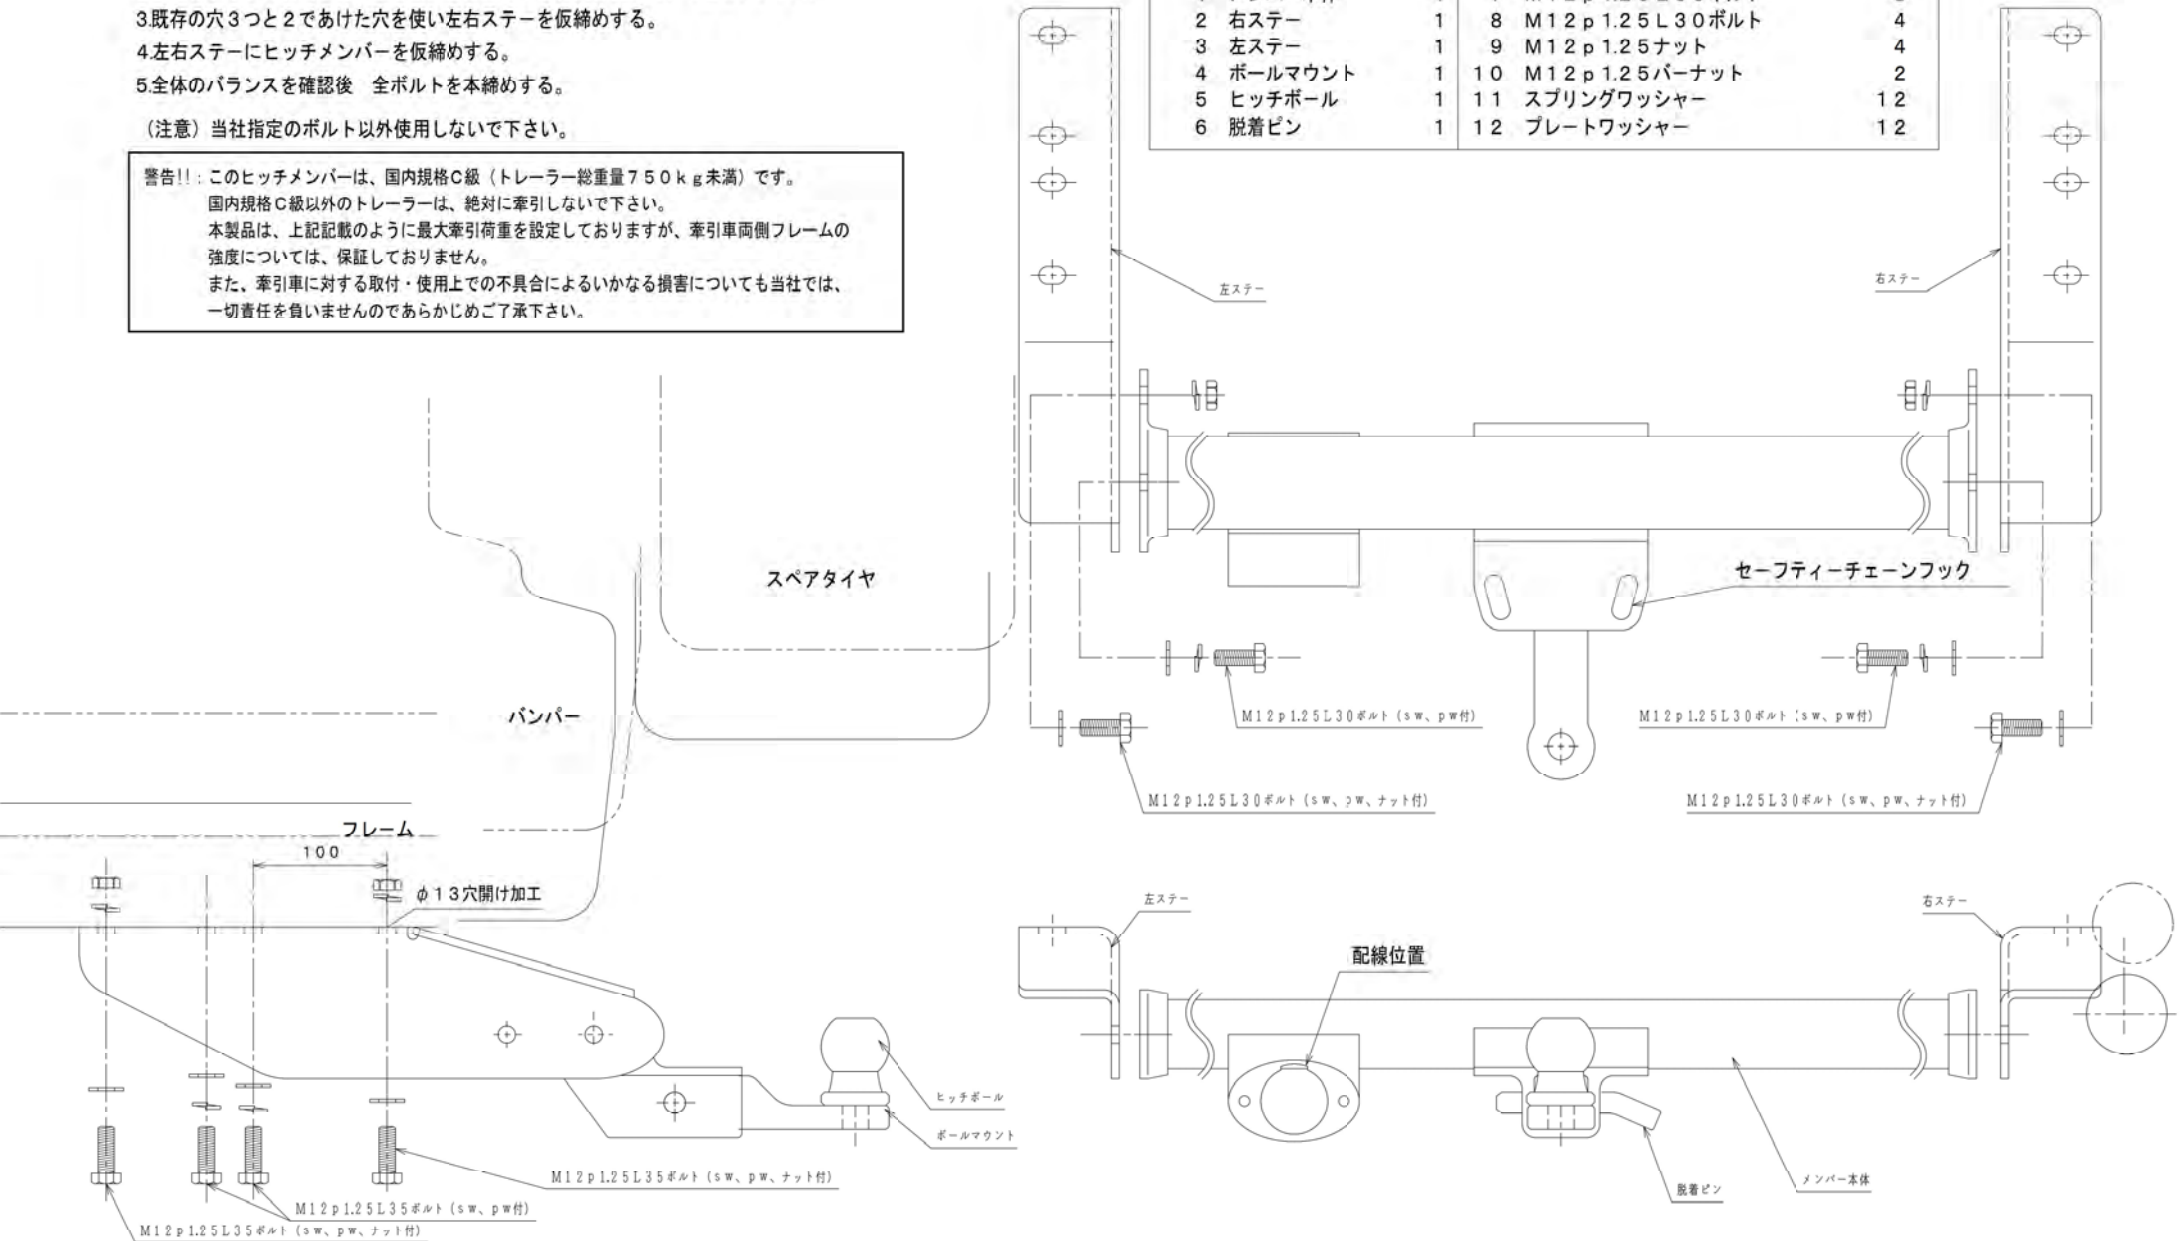 3.既存の穴３つと２であけた穴を使い左右ステーを仮締めする。
4.左右ステーにヒッチメンバーを仮締めする。
5.全体のバランスを確認後　全ボルトを本締めする。
（注意）当社指定のボルト以外使用しないで下さい。
警告!!：このヒッチメンバーは、国内規格C級（トレーラー総重量７５０ｋｇ未満）です。
国内規格C級以外のトレーラーは、絶対に牽引しないで下さい。
本製品は、上記記載のように最大牽引荷重を設定しておりますが、牽引車両側フレームの
強度については、保証しておりません。
また、牽引車に対する取付・使用上での不具合によるいかなる損害についても当社では、
一切責任を負いませんのであらかじめご了承下さい。
2 右ステー 1 8 M12p1.25L30ボルト 4
3 左ステー 1 9 M12p1.25ナット 4
4 ボールマウント 1 10 M12p1.25バーナット 2
5 ヒッチボール 1 11 スプリングワッシャー 12
6 脱着ピン 1 12 プレートワッシャー 12
左ステー
右ステー
スペアタイヤ
セーフティーチェーンフック
バンパー
M12p1.25L30ボルト（sw、pw付）
M12p1.25L30ボルト（sw、pw付）
M12p1.25L30ボルト（sw、pw、ナット付）
M12p1.25L30ボルト（sw、pw、ナット付）
フレーム
100
φ13穴開け加工
左ステー
右ステー
配線位置
ヒッチボール
ボールマウント
M12p1.25L35ボルト（sw、pw、ナット付）
M12p1.25L35ボルト（sw、pw付）
M12p1.25L35ボルト（sw、pw、ナット付）
脱着ピン
メンバー本体